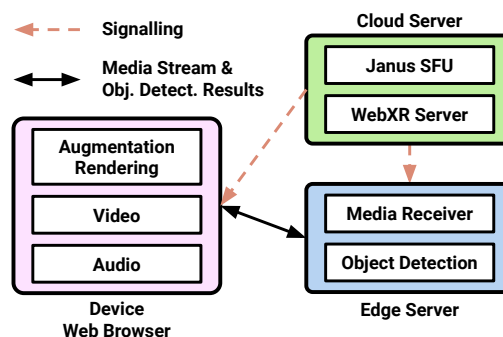 Signalling
Media Stream &
Obj. Detect. Results
Cloud Server
Janus SFU
WebXR Server
Augmentation
Rendering
Video
Audio
Device
Web Browser
Media Receiver
Object Detection
Edge Server